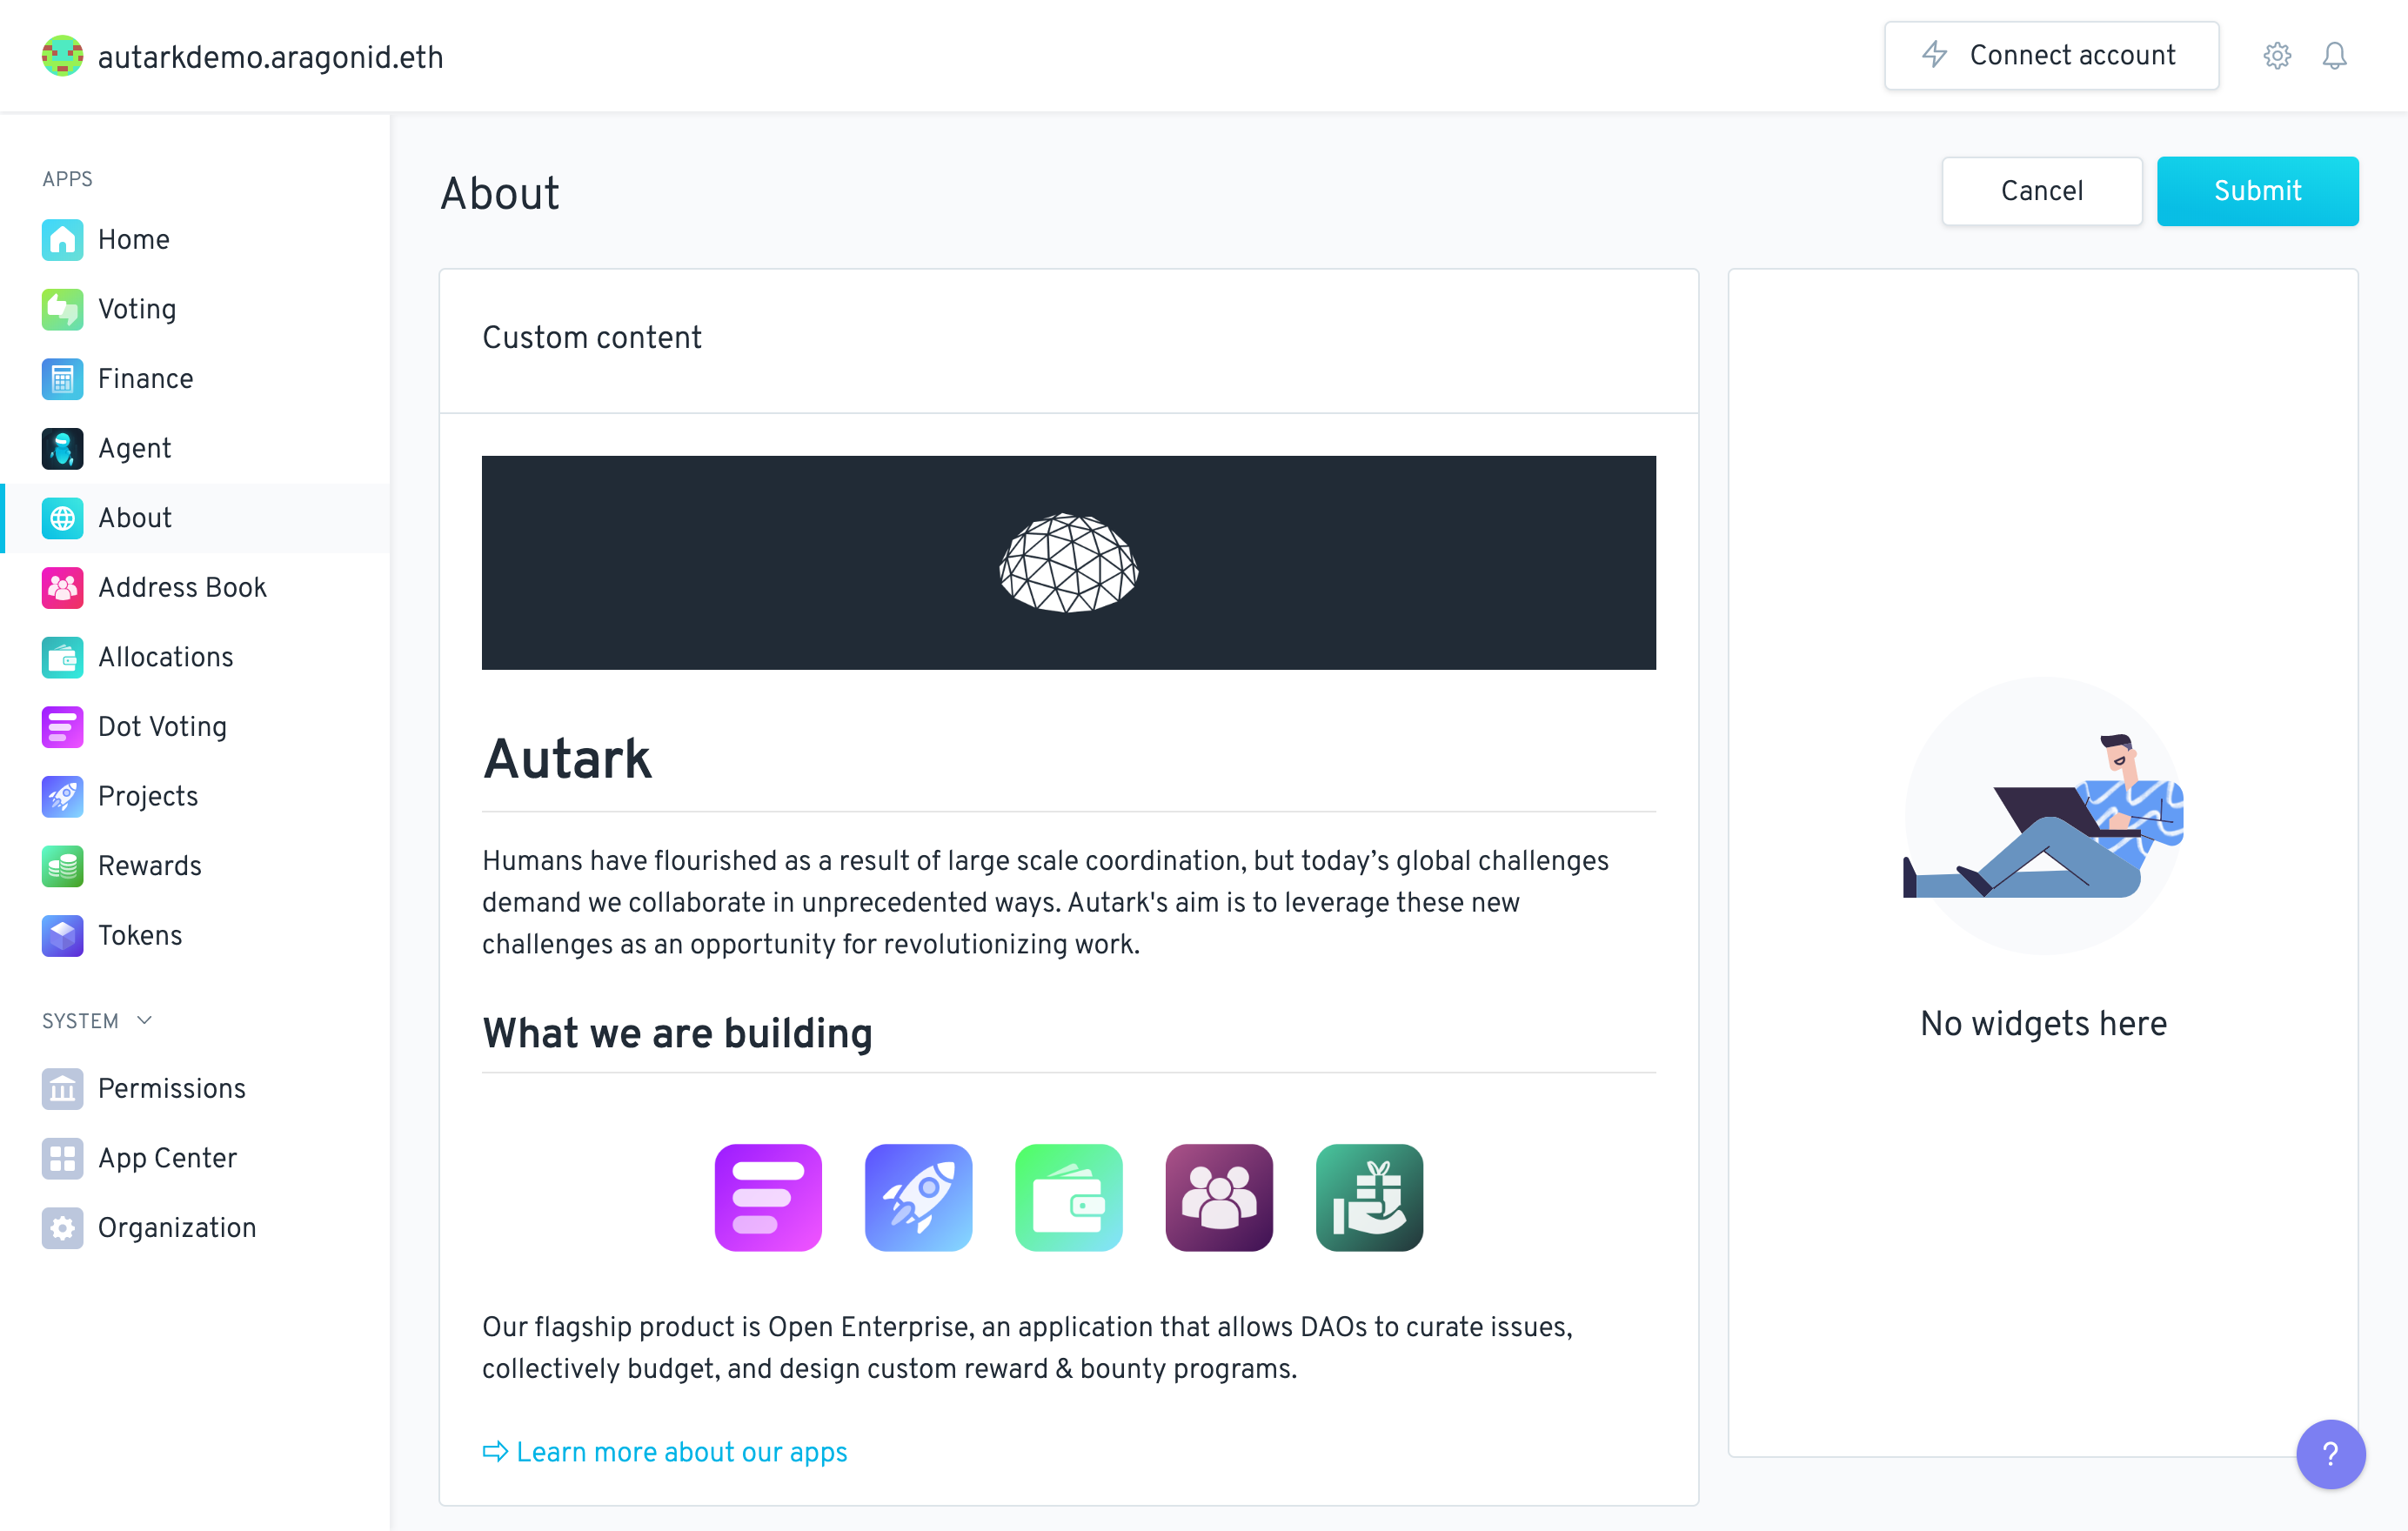 autarkdemo.aragonid.eth
Connect account
APPS
Home
Voting
Finance
Agent
About
Address Book
Allocations
Dot Voting
Projects
Rewards
Tokens
SYSTEM
Permissions
App Center
Organization
About
Cancel
Submit
Custom content
Autark
Humans have flourished as a result of large scale coordination, but today’s global challenges
demand we collaborate in unprecedented ways. Autark's aim is to leverage these new
challenges as an opportunity for revolutionizing work.
What we are building
Our flagship product is Open Enterprise, an application that allows DAOs to curate issues,
collectively budget, and design custom reward & bounty programs.
⇨ Learn more about our apps
No widgets here
?